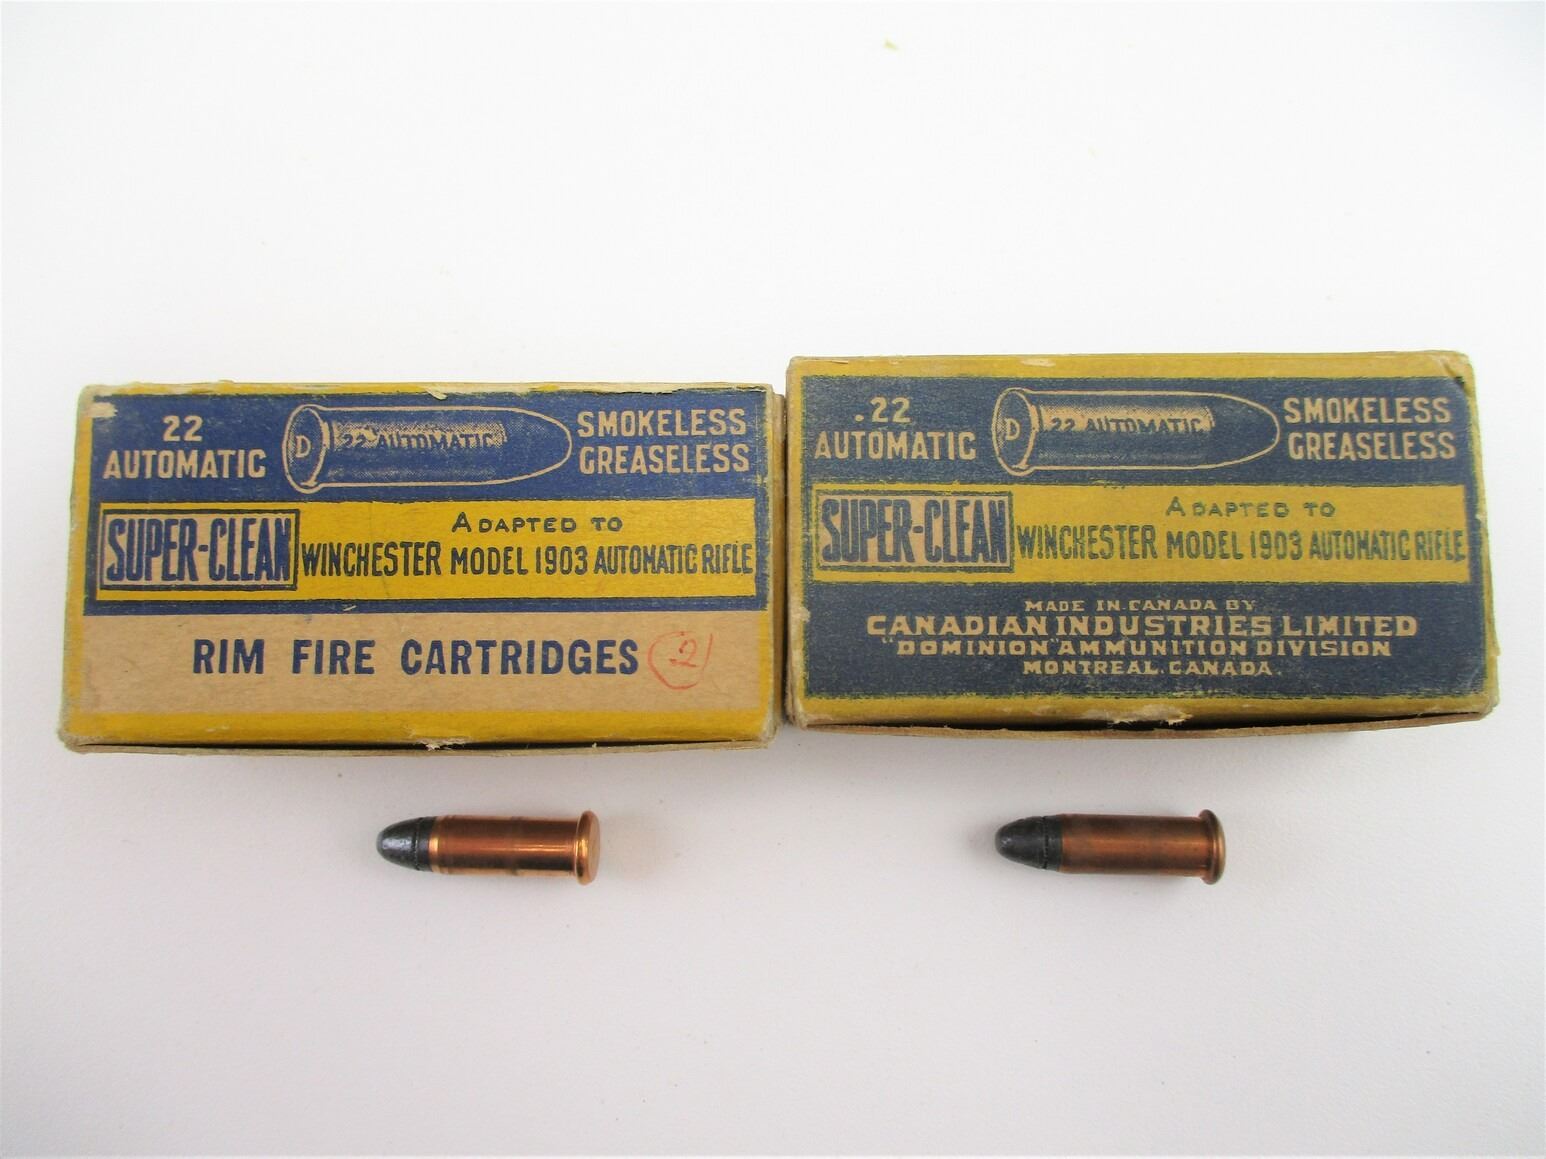 22
AUTOMATIC
D
22 AUTOMATIC
SMOKELESS
GREASELESS
SUPER-CLEAN
ADAPTED TO
WINCHESTER MODEL 1903 AUTOMATIC RIFLE
RIM FIRE CARTRIDGES
.22
AUTOMATIC
D
22 AUTOMATIC
SMOKELESS
GREASELESS
SUPER-CLEAN
ADAPTED TO
WINCHESTER MODEL 1903 AUTOMATIC RIFLE
MADE IN CANADA BY
CANADIAN INDUSTRIES LIMITED
"DOMINION" AMMUNITION DIVISION
MONTREAL, CANADA.